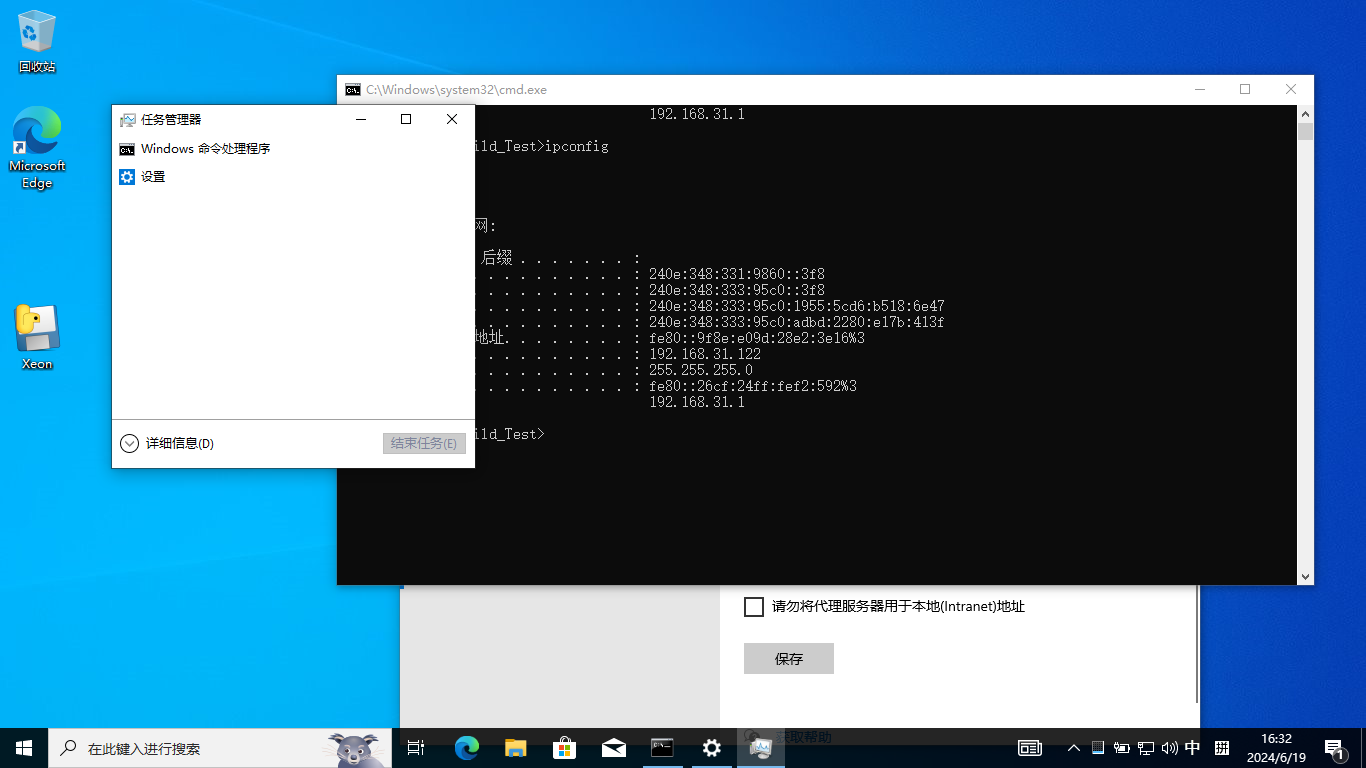 回收站
Microsoft
Edge
Xeon
C:\Windows\system32\cmd.exe
192.168.31.1
ild_Test>ipconfig
网:
后缀 . . . . . . . :
. . . . . . . . . . : 240e:348:331:9860::3f8
. . . . . . . . . . : 240e:348:333:95c0::3f8
. . . . . . . . . . : 240e:348:333:95c0:1955:5cd6:b518:6e47
. . . . . . . . . . : 240e:348:333:95c0:adbd:2280:e17b:413f
地址. . . . . . . . : fe80::9f8e:e09d:28e2:3e16%3
. . . . . . . . . . : 192.168.31.122
. . . . . . . . . . : 255.255.255.0
. . . . . . . . . . : fe80::26cf:24ff:fef2:592%3
192.168.31.1
ild_Test>
任务管理器
Windows 命令处理程序
设置
详细信息(D)
结束任务(E)
请勿将代理服务器用于本地(Intranet)地址
保存
获取帮助
在此键入进行搜索
中
拼
16:32
2024/6/19
1